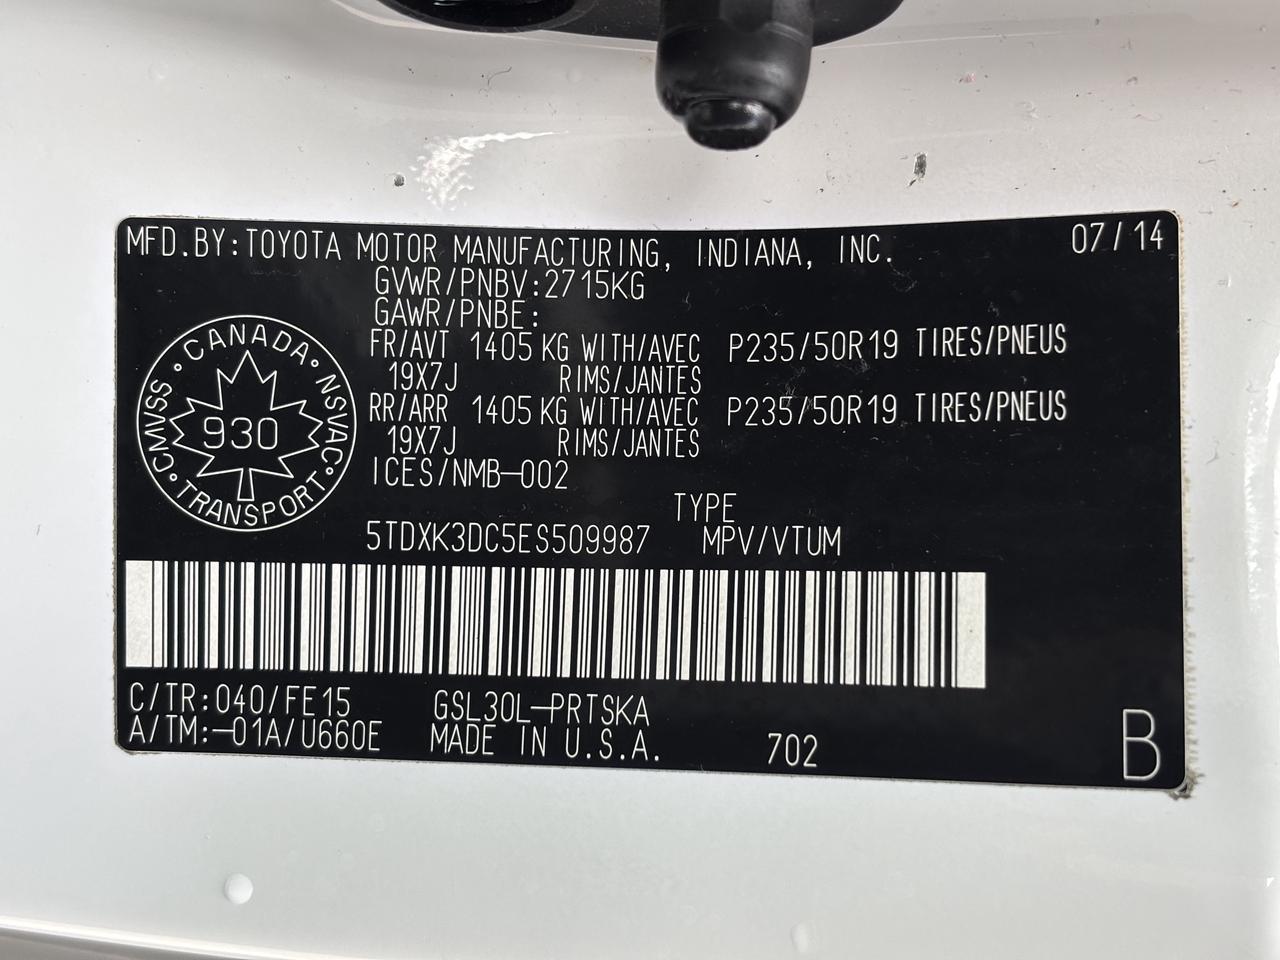 MFD.BY:TOYOTA MOTOR MANUFACTURING, INDIANA, INC. 07/14
GVWR/PNBV:2715KG
GAWR/PNBE:
FR/AVT 1405 KG WITH/AVEC P235/50R19 TIRES/PNEUS
19X7J RIMS/JANTES
RR/ARR 1405 KG WITH/AVEC P235/50R19 TIRES/PNEUS
19X7J RIMS/JANTES
ICES/NMB-002
CANADA · NSVAC · TRANSPORT · CMVSS ·
930
TYPE
5TDXK3DC5ES509987 MPV/VTUM
C/TR:040/FE15 GSL30L-PRTSKA
A/TM:-01A/U660E MADE IN U.S.A. 702 B